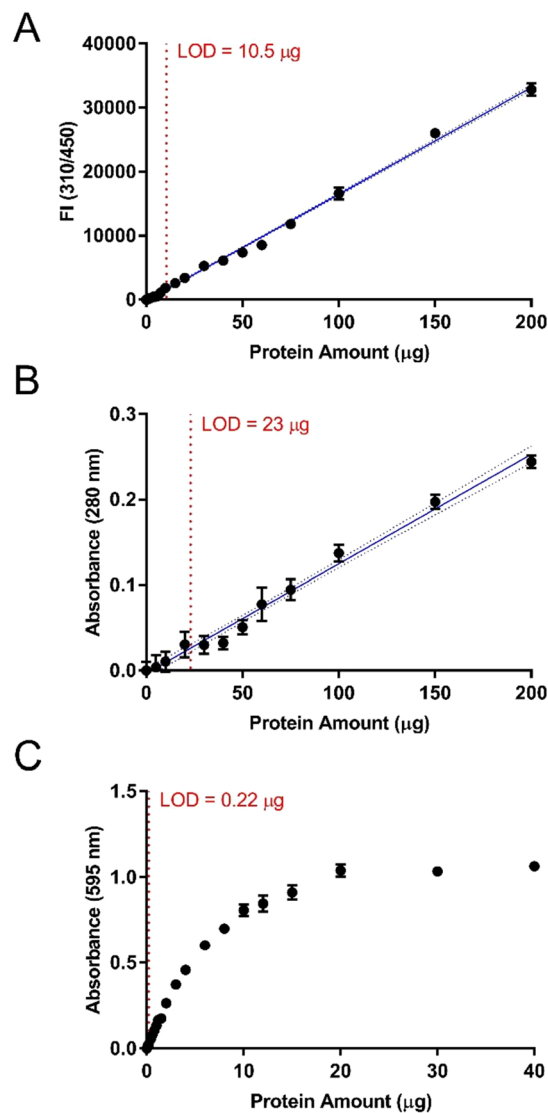 A
LOD = 10.5 μg
40000
30000
20000
10000
0
FI (310/450)
0 50 100 150 200
Protein Amount (μg)
B
LOD = 23 μg
0.3
0.2
0.1
0.0
Absorbance (280 nm)
0 50 100 150 200
Protein Amount (μg)
C
LOD = 0.22 μg
1.5
1.0
0.5
0.0
Absorbance (595 nm)
0 10 20 30 40
Protein Amount (μg)